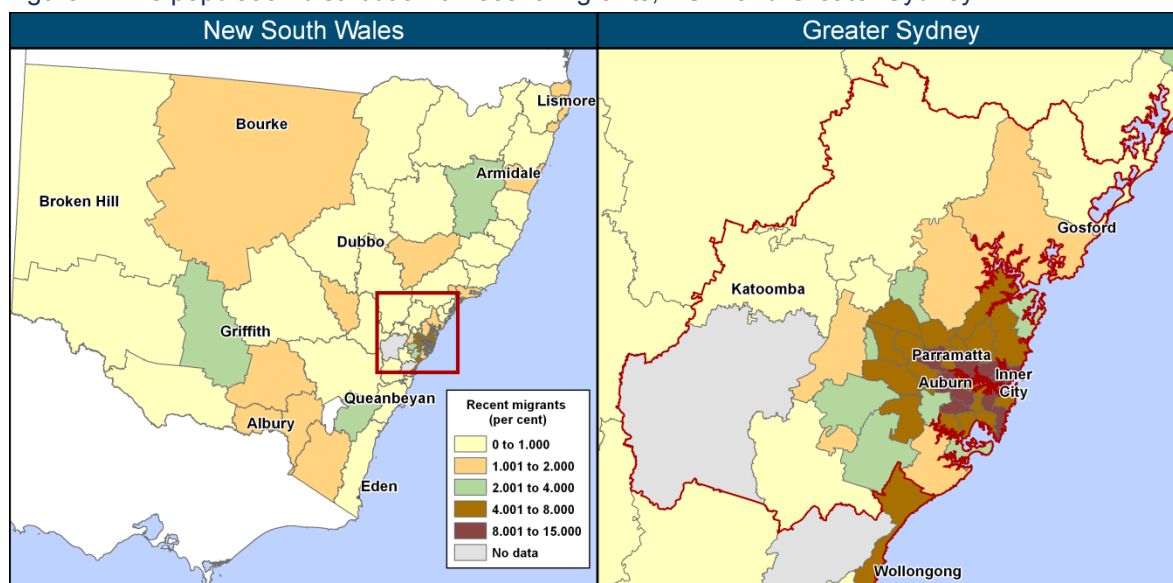 New South Wales
Greater Sydney
Lismore
Bourke
Armidale
Broken Hill
Dubbo
Griffith
Queanbeyan
Albury
Eden
Recent migrants
(per cent)
0 to 1.000
1.001 to 2.000
2.001 to 4.000
4.001 to 8.000
8.001 to 15.000
No data
Gosford
Katoomba
Parramatta
Auburn
Inner
City
Wollongong